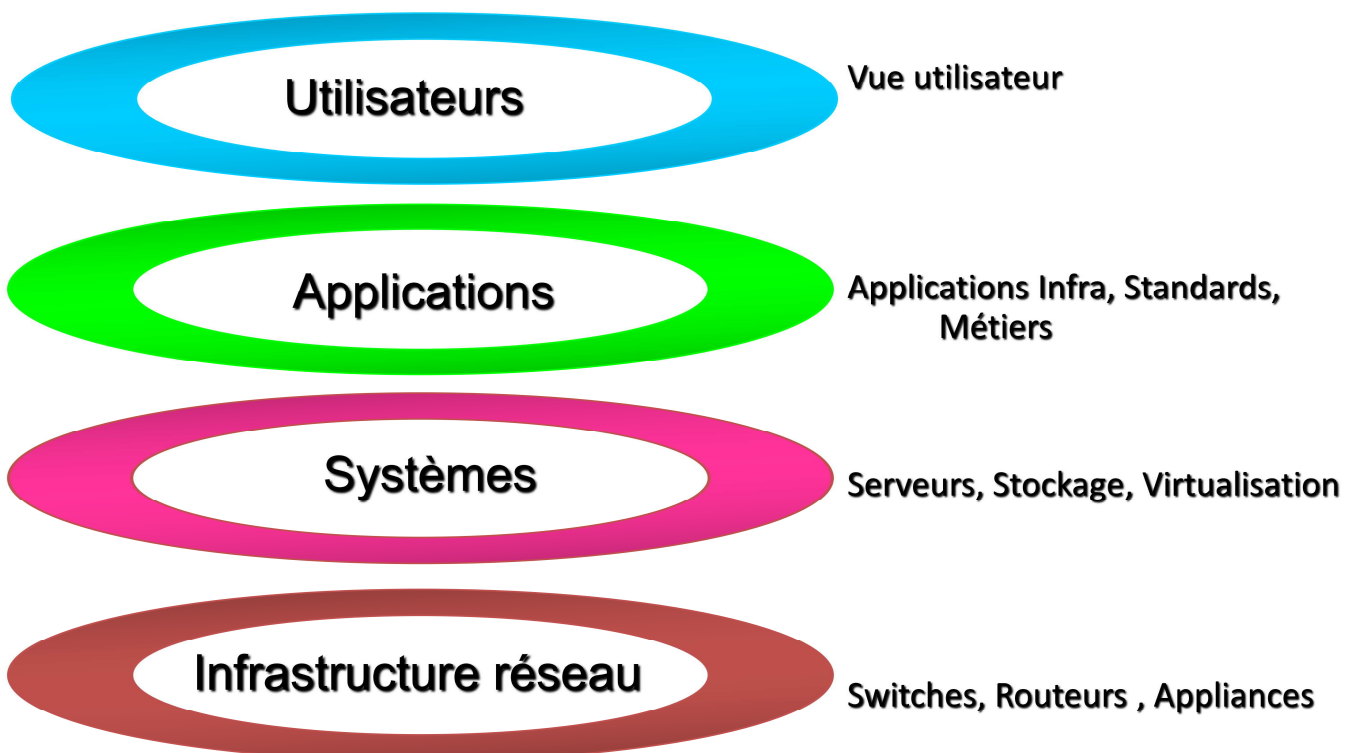 Utilisateurs
Vue utilisateur
Applications
Applications Infra, Standards,
Métiers
Systèmes
Serveurs, Stockage, Virtualisation
Infrastructure réseau
Switches, Routeurs , Appliances